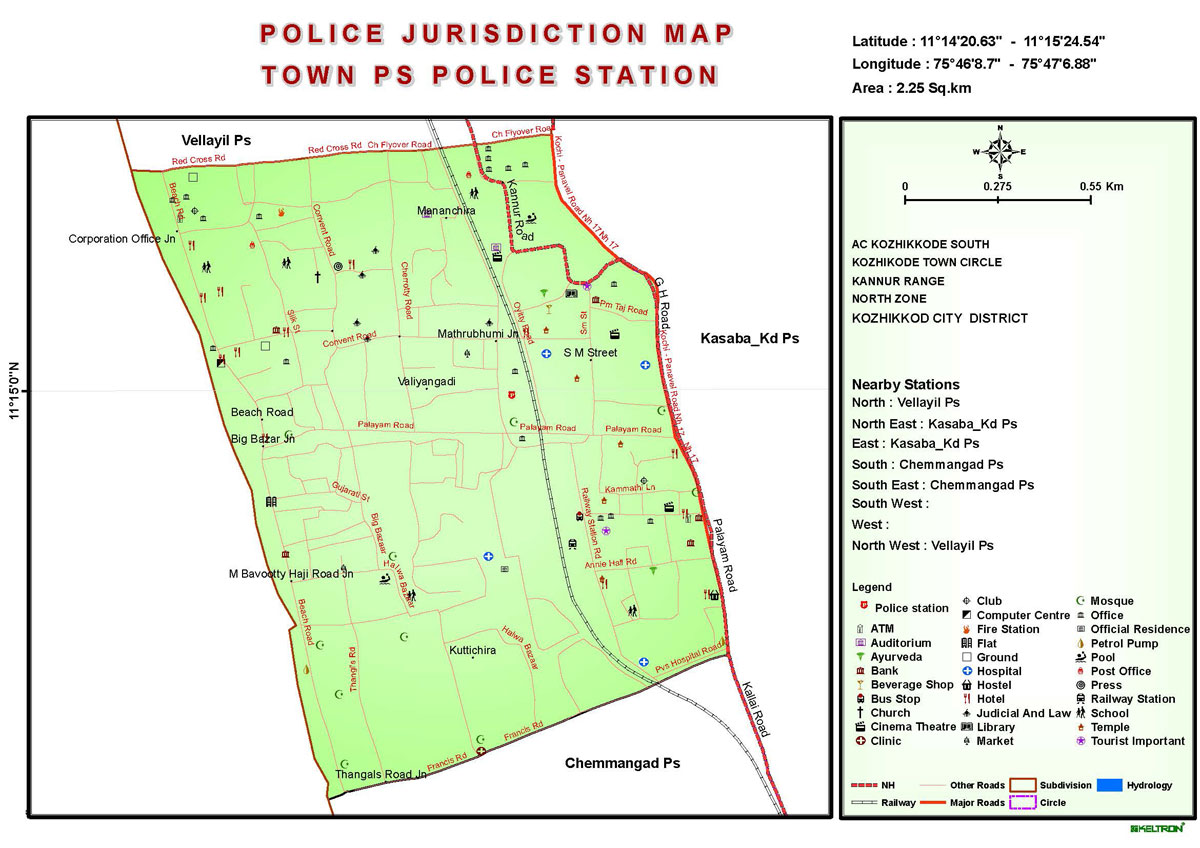 POLICE JURISDICTION MAP
TOWN PS POLICE STATION
Latitude : 11°14'20.63" - 11°15'24.54"
Longitude : 75°46'8.7" - 75°47'6.88"
Area : 2.25 Sq.km
Vellayil Ps
Red Cross Rd
Red Cross Rd
Ch Flyover Road
Ch Flyover Road
Kochi - Panavel Road Nh 17
Nh 17
Beach Rd
Kannur Road
Mananchira
Corporation Office Jn
Convent Road
Cherrotty Road
G H Road
Silk St
Oyitty Road
Sm St
Pm Taj Road
Convent Road
Mathrubhumi Jn
S M Street
Kasaba_Kd Ps
Kochi - Panavel Road Nh 17
Nh 17
Valiyangadi
11°15'0"N
Beach Road
Big Bazar Jn
Palayam Road
Palayam Road
Palayam Road
Gujarati St
Kammathi Ln
Railway Station Rd
Big Bazaar
Palayam Road
Annie Hall Rd
M Bavootty Haji Road Jn
Halwa Bazaar
Beach Road
Halwa Bazaar
Kuttichira
Thangl's Rd
Pvs Hospital Road
Kallai Road
Francis Rd
Francis Rd
Thangals Road Jn
Chemmangad Ps
N
W E
S
0 0.275 0.55 Km
AC KOZHIKKODE SOUTH
KOZHIKODE TOWN CIRCLE
KANNUR RANGE
NORTH ZONE
KOZHIKKOD CITY DISTRICT
Nearby Stations
North : Vellayil Ps
North East : Kasaba_Kd Ps
East : Kasaba_Kd Ps
South : Chemmangad Ps
South East : Chemmangad Ps
South West :
West :
North West : Vellayil Ps
Legend
Police station
ATM
Auditorium
Ayurveda
Bank
Beverage Shop
Bus Stop
Church
Cinema Theatre
Clinic
Club
Computer Centre
Fire Station
Flat
Ground
Hospital
Hostel
Hotel
Judicial And Law
Library
Market
Mosque
Office
Official Residence
Petrol Pump
Pool
Post Office
Press
Railway Station
School
Temple
Tourist Important
NH
Other Roads
Subdivision
Hydrology
Railway
Major Roads
Circle
KELTRON